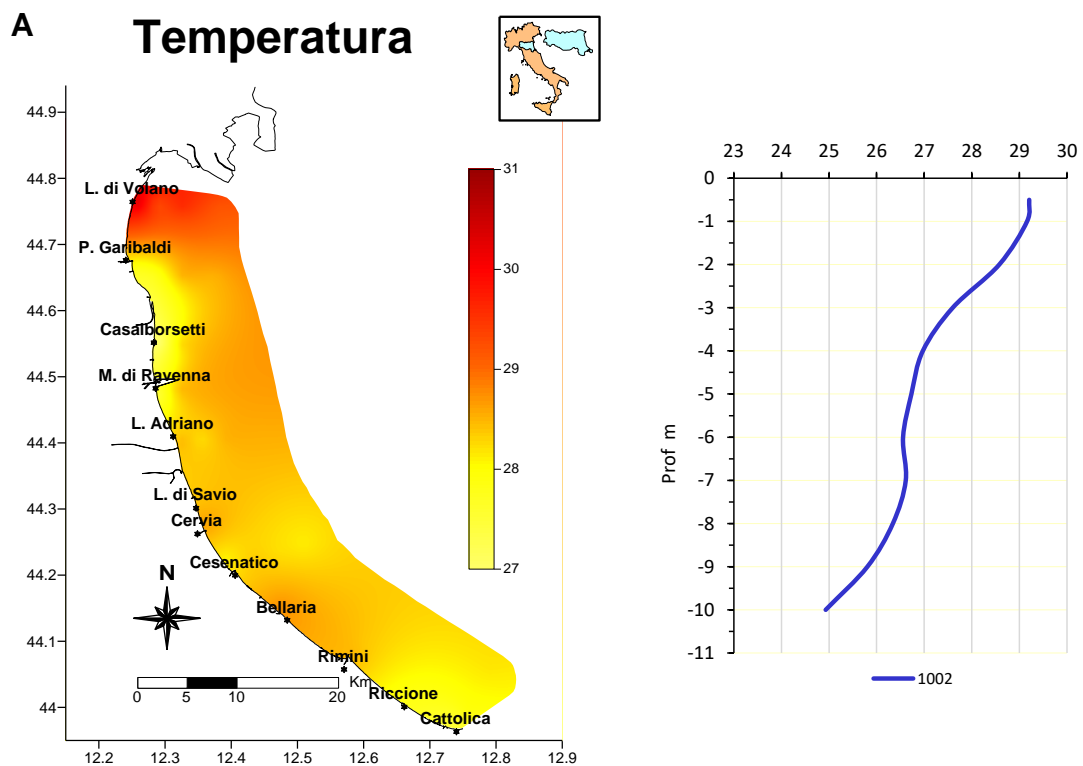 A
Temperatura
44.9
44.8
44.7
44.6
44.5
44.4
44.3
44.2
44.1
44
L. di Volano
P. Garibaldi
Casalborsetti
M. di Ravenna
L. Adriano
L. di Savio
Cervia
Cesenatico
Bellaria
Rimini
Riccione
Cattolica
N
0 5 10 20 Km
12.2 12.3 12.4 12.5 12.6 12.7 12.8 12.9
31
30
29
28
27
23 24 25 26 27 28 29 30
0
-1
-2
-3
-4
-5
-6
-7
-8
-9
-10
-11
Prof m
1002